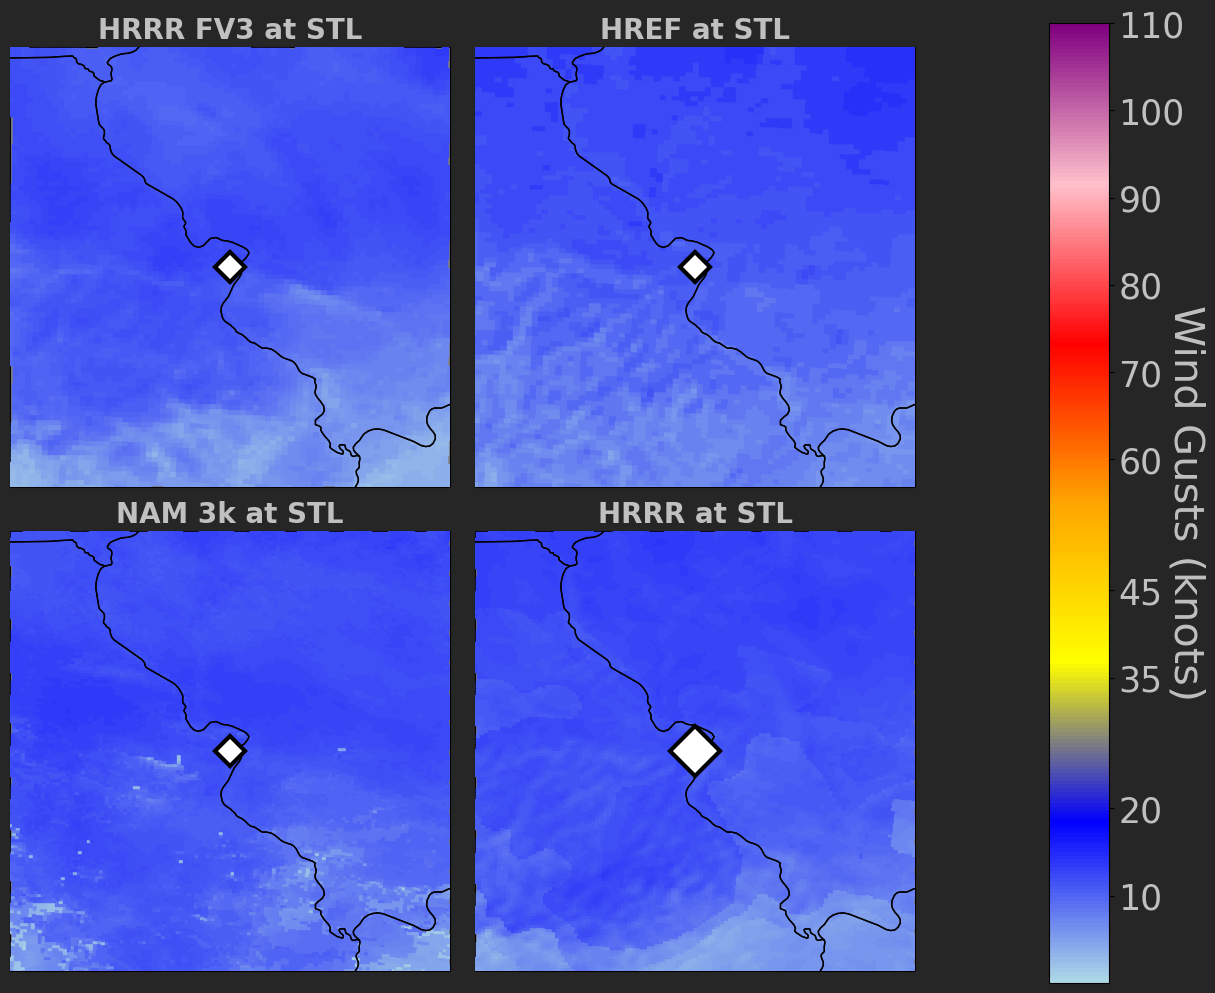 HRRR FV3 at STL
HREF at STL
NAM 3k at STL
HRRR at STL
110
100
90
80
70
60
45
35
20
10
Wind Gusts (knots)